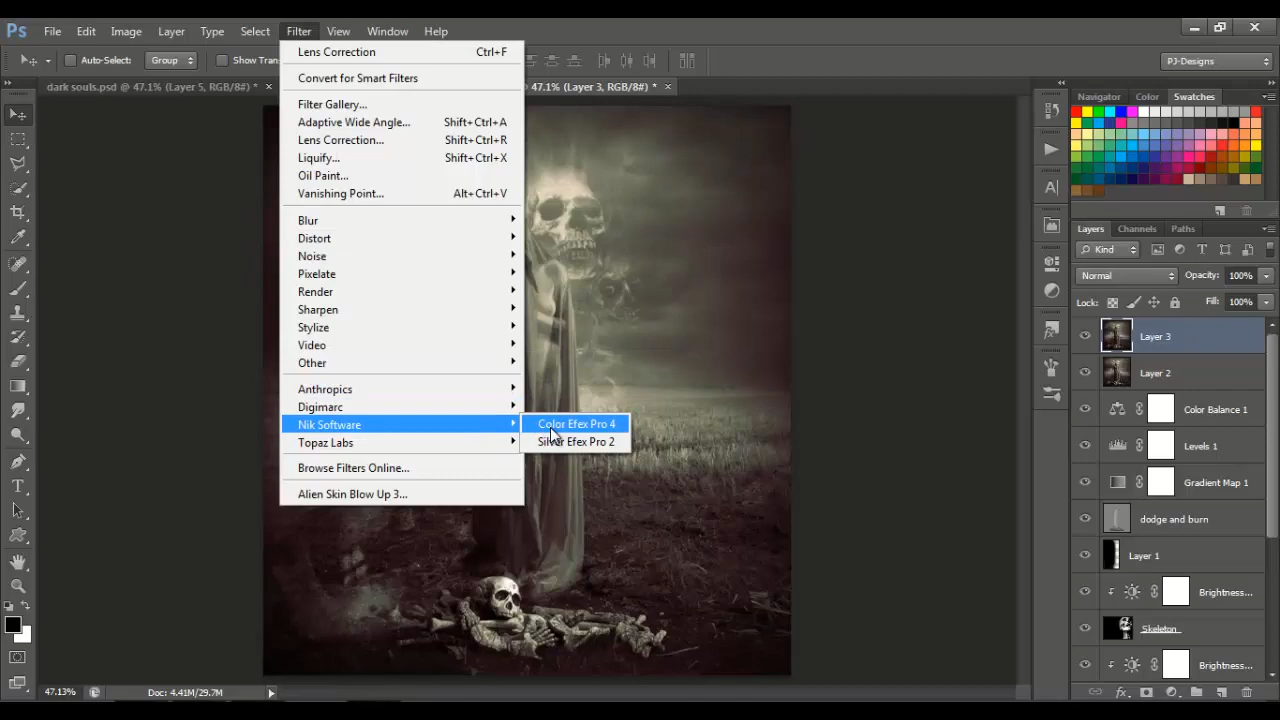 Ps File Edit Image Layer Type Select Filter View Window Help
Auto-Select: Group Show Tran
PJ-Designs
dark souls.psd @ 47.1% (Layer 5, RGB/8#) * ×
47.1% (Layer 3, RGB/8#) * ×
Lens Correction Ctrl+F
Convert for Smart Filters
Filter Gallery...
Adaptive Wide Angle... Shift+Ctrl+A
Lens Correction... Shift+Ctrl+R
Liquify... Shift+Ctrl+X
Oil Paint...
Vanishing Point... Alt+Ctrl+V
Blur
Distort
Noise
Pixelate
Render
Sharpen
Stylize
Video
Other
Anthropics
Digimarc
Nik Software
Topaz Labs
Browse Filters Online...
Alien Skin Blow Up 3...
Color Efex Pro 4
Silver Efex Pro 2
Navigator Color Swatches
Layers Channels Paths
Kind
Normal Opacity: 100%
Lock: Fill: 100%
Layer 3
Layer 2
Color Balance 1
Levels 1
Gradient Map 1
dodge and burn
Layer 1
Brightness...
Skeleton
Brightness...
47.13% Doc: 4.41M/29.7M